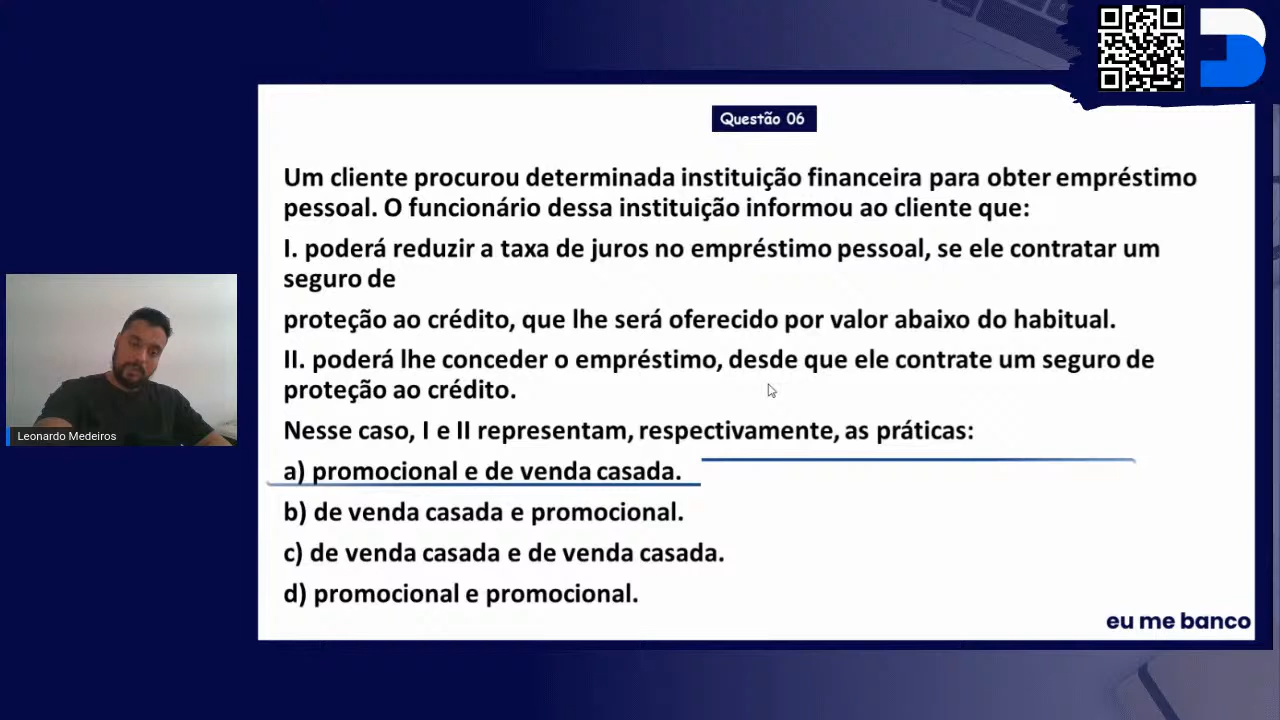 Questão 06
Um cliente procurou determinada instituição financeira para obter empréstimo
pessoal. O funcionário dessa instituição informou ao cliente que:
I. poderá reduzir a taxa de juros no empréstimo pessoal, se ele contratar um
seguro de
proteção ao crédito, que lhe será oferecido por valor abaixo do habitual.
II. poderá lhe conceder o empréstimo, desde que ele contrate um seguro de
proteção ao crédito.
Nesse caso, I e II representam, respectivamente, as práticas:
a) promocional e de venda casada.
b) de venda casada e promocional.
c) de venda casada e de venda casada.
d) promocional e promocional.
Leonardo Medeiros
eu me banco